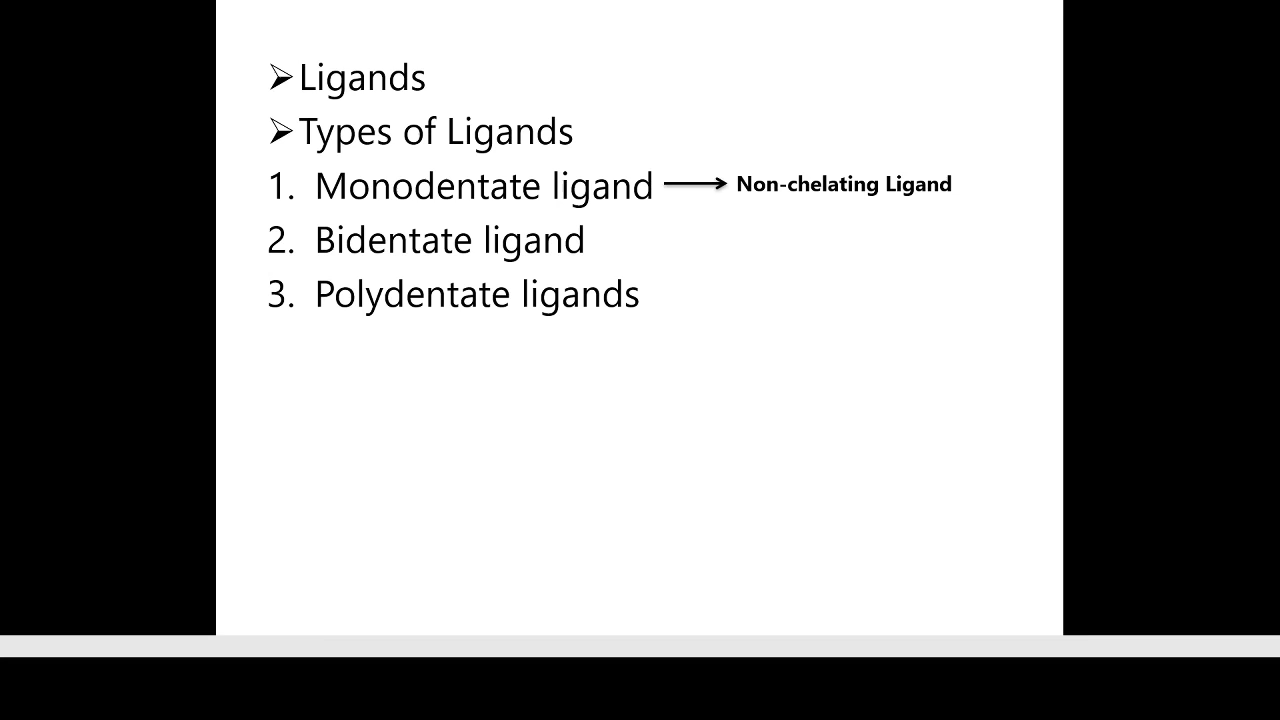 ➢Ligands
➢Types of Ligands
1. Monodentate ligand ⟶ Non-chelating Ligand
2. Bidentate ligand
3. Polydentate ligands